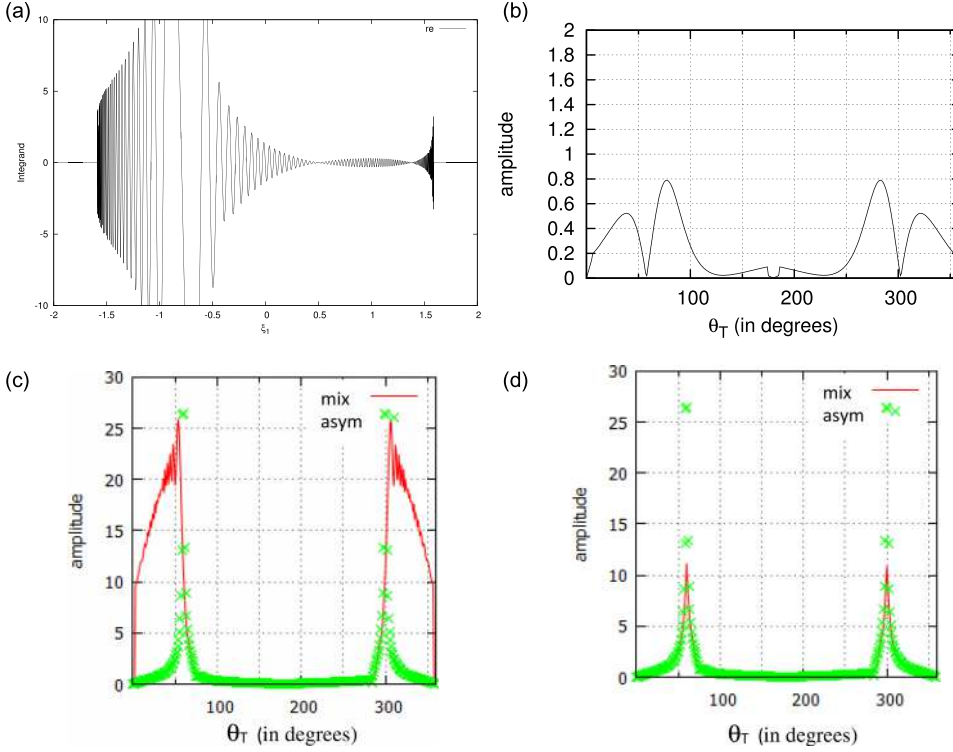 (a)
10
5
0
-5
-10
Integrand
re
-2
-1.5
-1
-0.5
0
0.5
1
1.5
2
ξ1
(b)
2
1.8
1.6
1.4
1.2
1
0.8
0.6
0.4
0.2
0
amplitude
100
200
300
θT (in degrees)
(c)
30
25
20
15
10
5
0
amplitude
mix
asym
100
200
300
θT (in degrees)
(d)
30
25
20
15
10
5
0
amplitude
mix
asym
100
200
300
θT (in degrees)